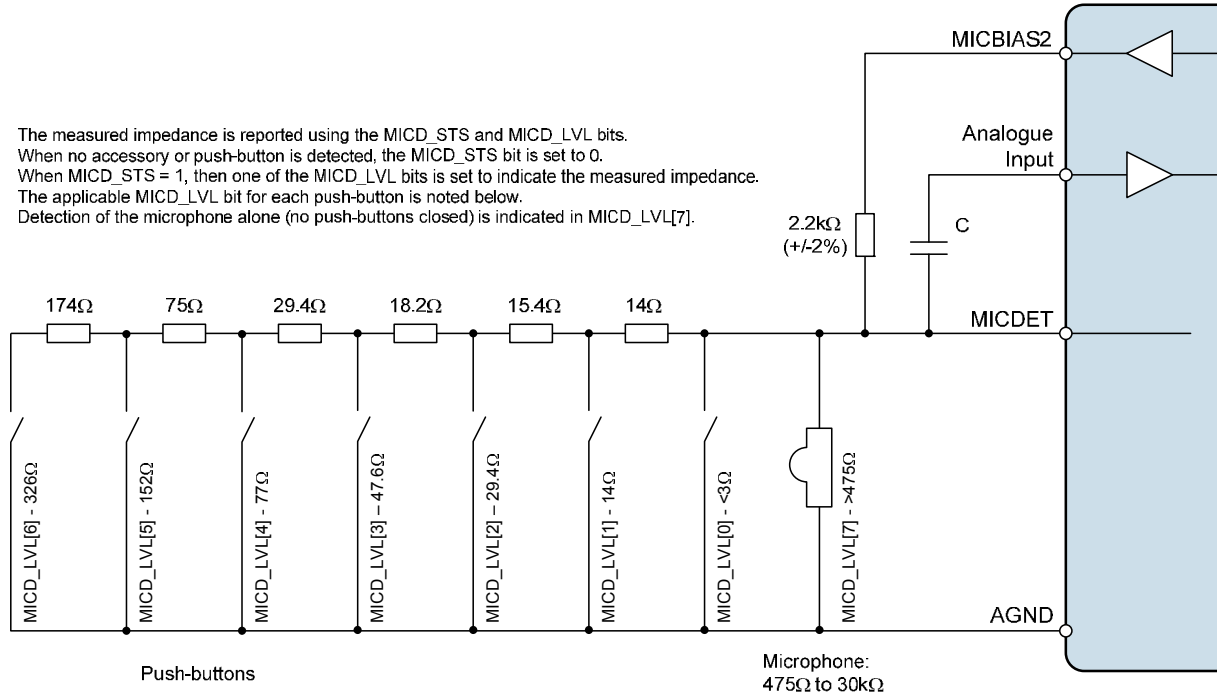 MICBIAS2
The measured impedance is reported using the MICD_STS and MICD_LVL bits.
When no accessory or push-button is detected, the MICD_STS bit is set to 0.
When MICD_STS = 1, then one of the MICD_LVL bits is set to indicate the measured impedance.
The applicable MICD_LVL bit for each push-button is noted below.
Detection of the microphone alone (no push-buttons closed) is indicated in MICD_LVL[7].
Analogue
Input
2.2kΩ
(+/-2%)
C
174Ω
75Ω
29.4Ω
18.2Ω
15.4Ω
14Ω
MICDET
MICD_LVL[6] - 326Ω
MICD_LVL[5] - 152Ω
MICD_LVL[4] - 77Ω
MICD_LVL[3] – 47.6Ω
MICD_LVL[2] – 29.4Ω
MICD_LVL[1] - 14Ω
MICD_LVL[0] - <3Ω
MICD_LVL[7] - >475Ω
AGND
Push-buttons
Microphone:
475Ω to 30kΩ